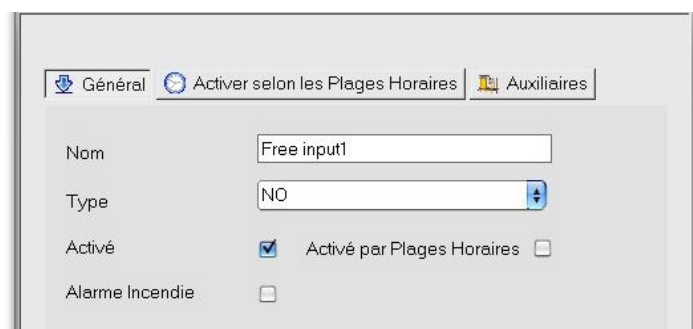 Général Activer selon les Plages Horaires Auxiliaires
Nom Free input1
Type NO
Activé Activé par Plages Horaires
Alarme Incendie